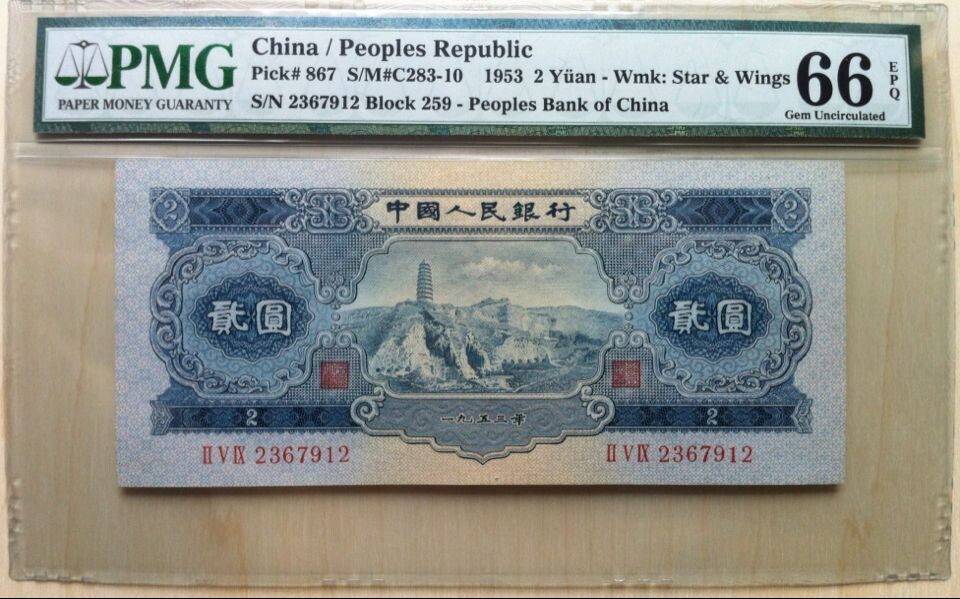 PMG
PAPER MONEY GUARANTY
China / Peoples Republic
Pick# 867 S/M#C283-10 1953 2 Yüan - Wmk: Star & Wings
S/N 2367912 Block 259 - Peoples Bank of China
66
EPQ
Gem Uncirculated
2 中國人民銀行 2
貳圓 貳圓
一九五三年
2 2
II V IX 2367912 II V IX 2367912